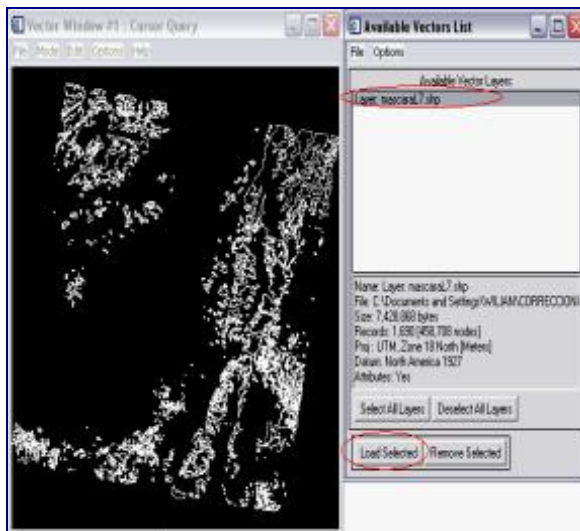 Vector Window #1 : Cursor Query
File Mode Edit Options Help
Available Vectors List
File Options
Available Vector Layers:
Layer: mascaraL7.shp
Name: Layer: mascaraL7.shp
File: C:\Documents and Settings\WILIAM\CORRECCION\
Size: 7,428,868 bytes
Records: 1,690 [458,708 nodes]
Proj : UTM, Zone 18 North [Meters]
Datum: North America 1927
Attributes: Yes
Select All Layers Deselect All Layers
Load Selected Remove Selected